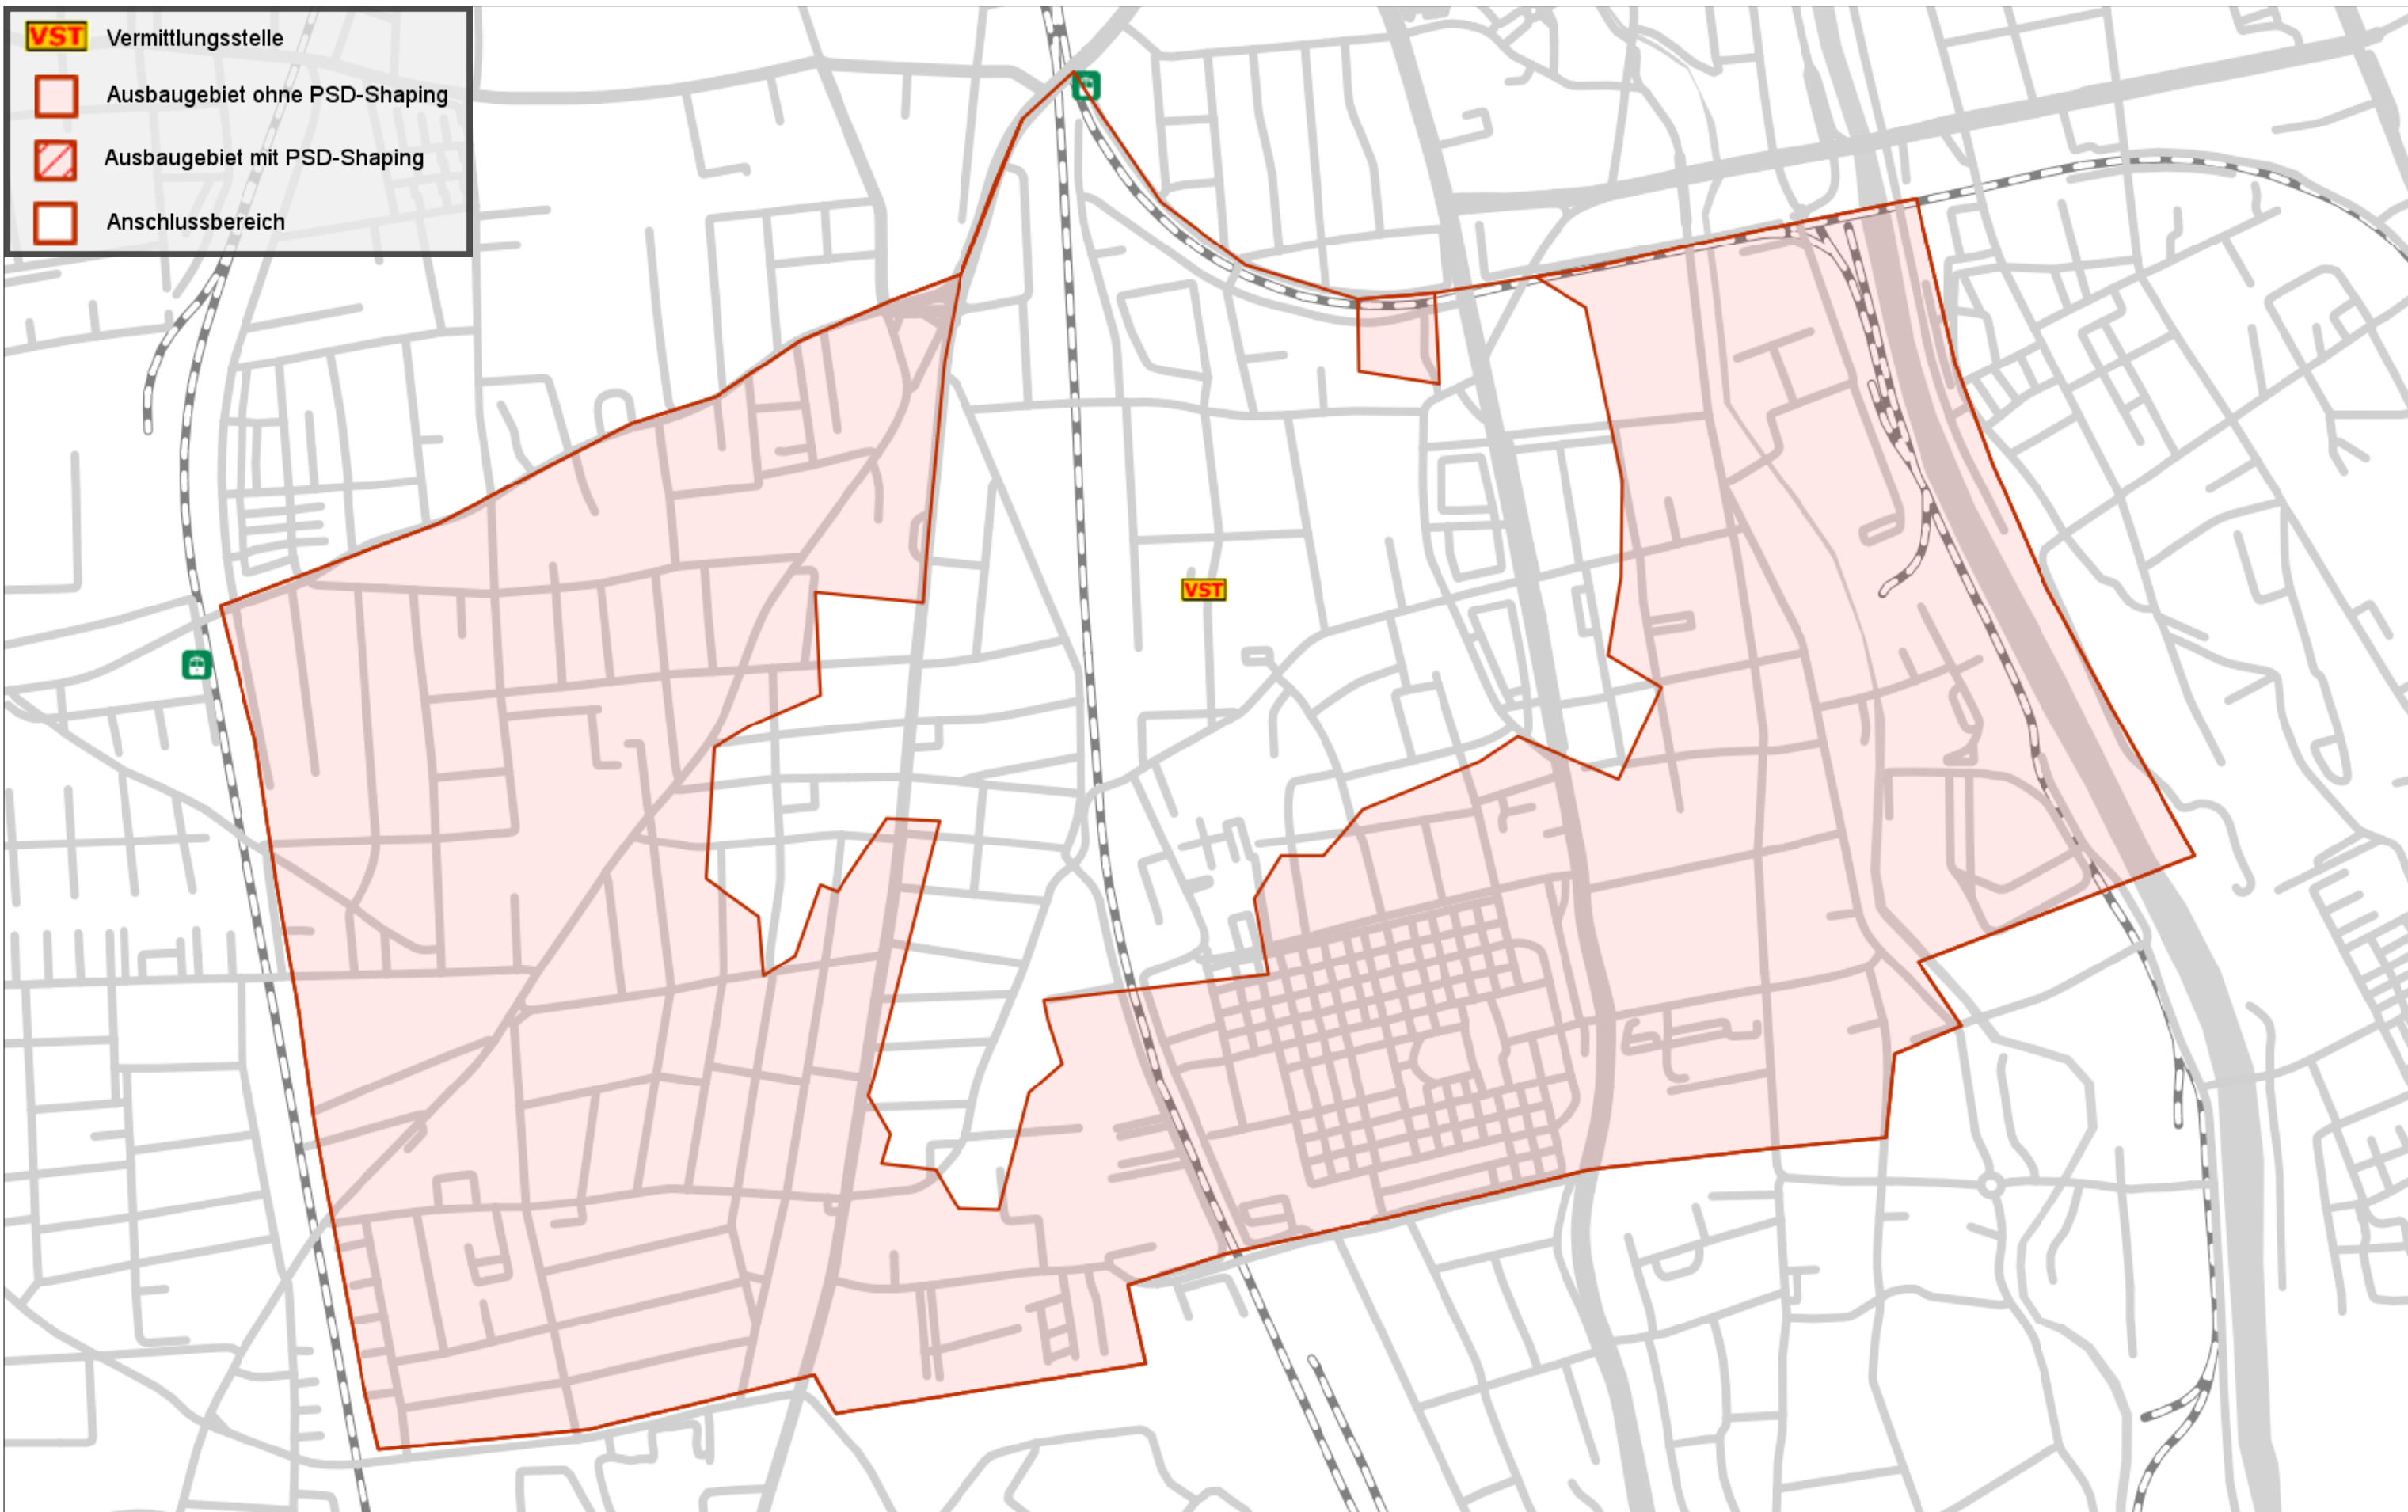 VST Vermittlungsstelle
Ausbaugebiet ohne PSD-Shaping
Ausbaugebiet mit PSD-Shaping
Anschlussbereich
VST